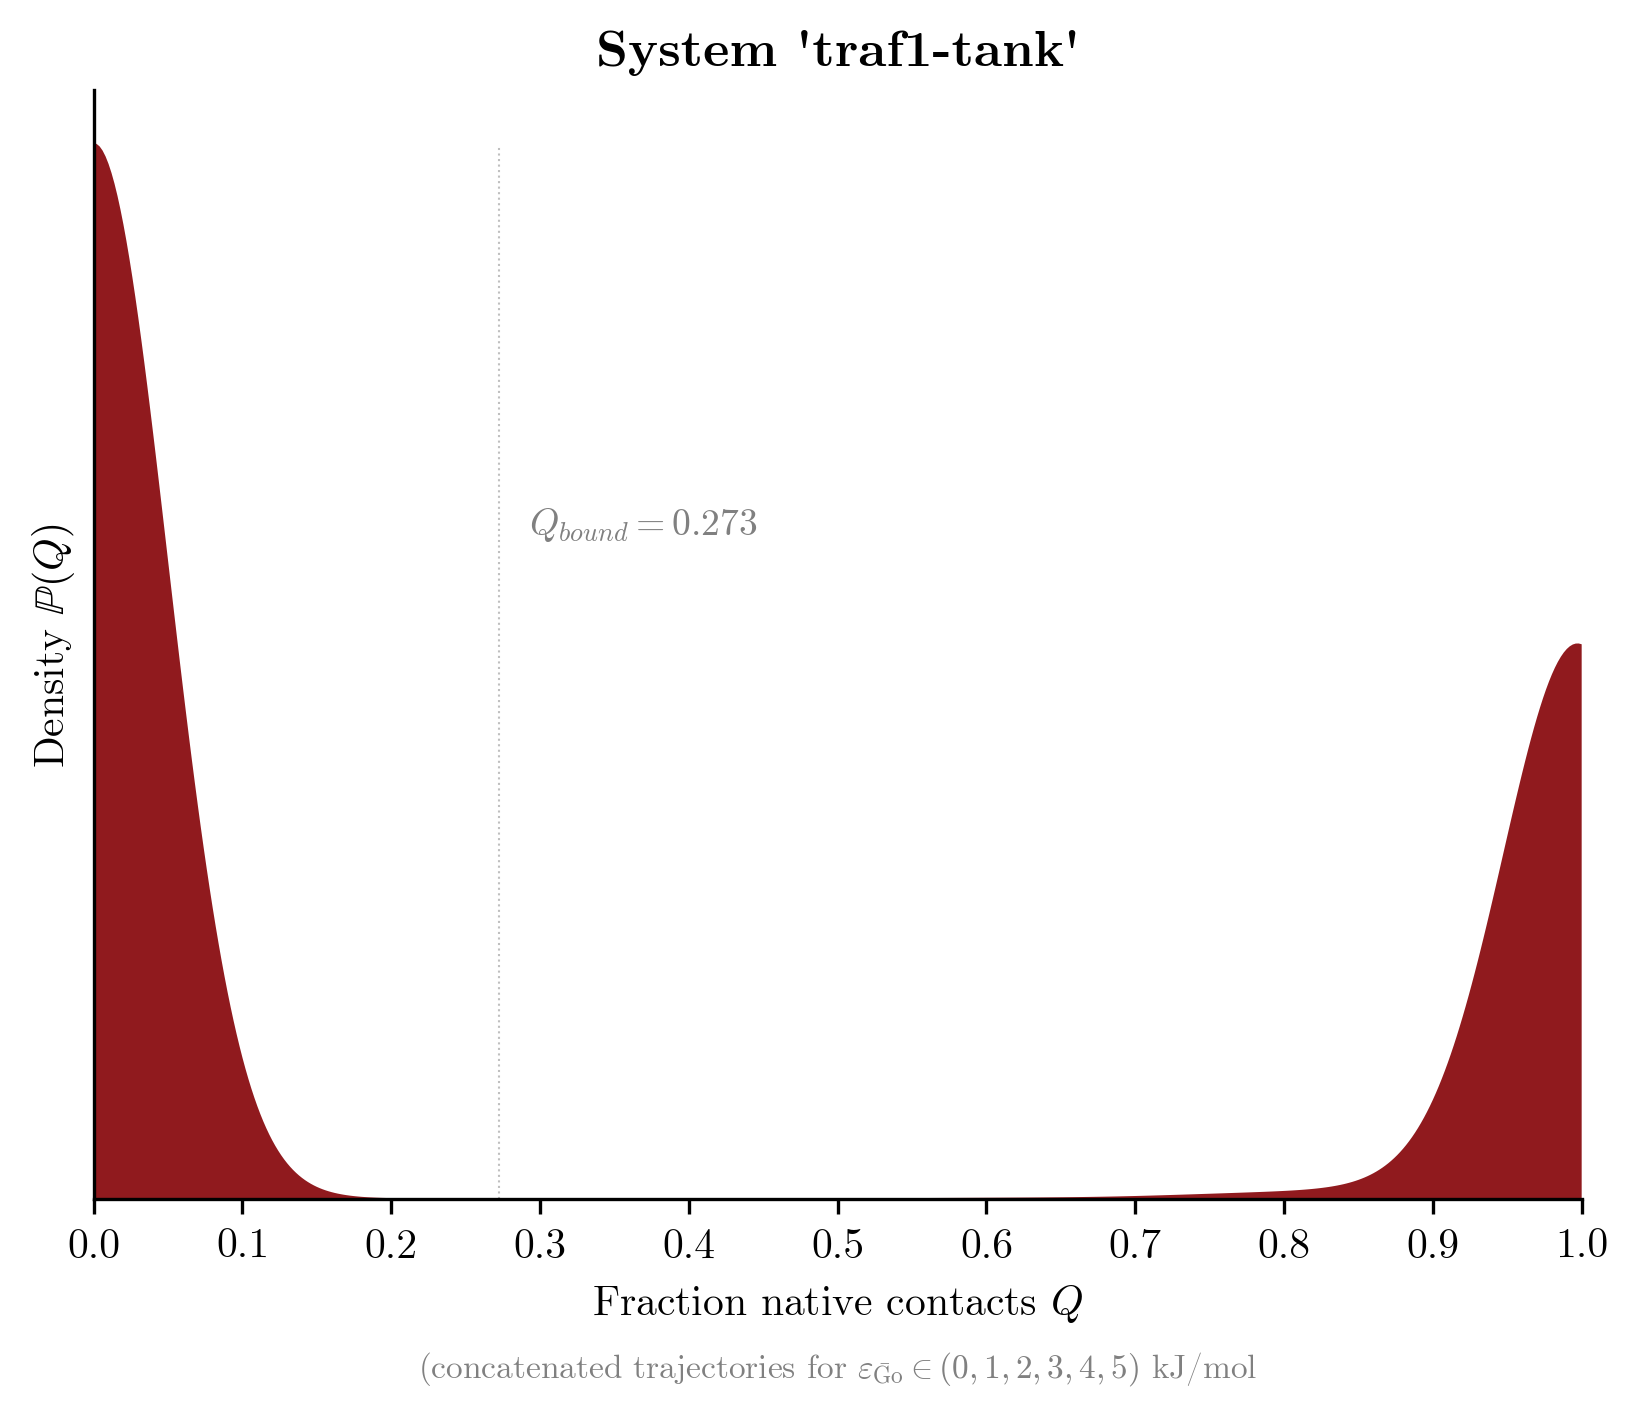 System 'traf1-tank'
Density ℙ(Q)
Q_bound = 0.273
0.0 0.1 0.2 0.3 0.4 0.5 0.6 0.7 0.8 0.9 1.0
Fraction native contacts Q
(concatenated trajectories for ε_Ḡo ∈ (0, 1, 2, 3, 4, 5) kJ/mol